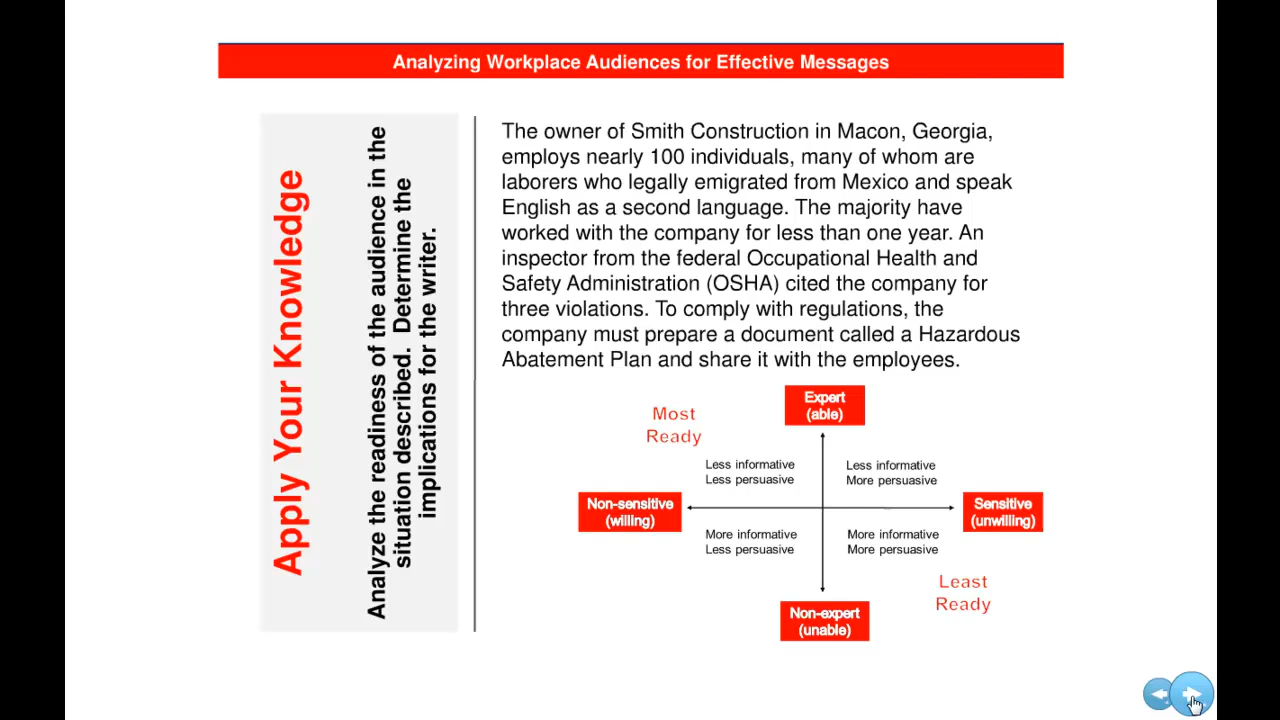 Analyzing Workplace Audiences for Effective Messages
Apply Your Knowledge
Analyze the readiness of the audience in the
situation described. Determine the
implications for the writer.
The owner of Smith Construction in Macon, Georgia,
employs nearly 100 individuals, many of whom are
laborers who legally emigrated from Mexico and speak
English as a second language. The majority have
worked with the company for less than one year. An
inspector from the federal Occupational Health and
Safety Administration (OSHA) cited the company for
three violations. To comply with regulations, the
company must prepare a document called a Hazardous
Abatement Plan and share it with the employees.
Expert
(able)
Most
Ready
Less informative
Less persuasive
Less informative
More persuasive
Non-sensitive
(willing)
Sensitive
(unwilling)
More informative
Less persuasive
More informative
More persuasive
Least
Ready
Non-expert
(unable)